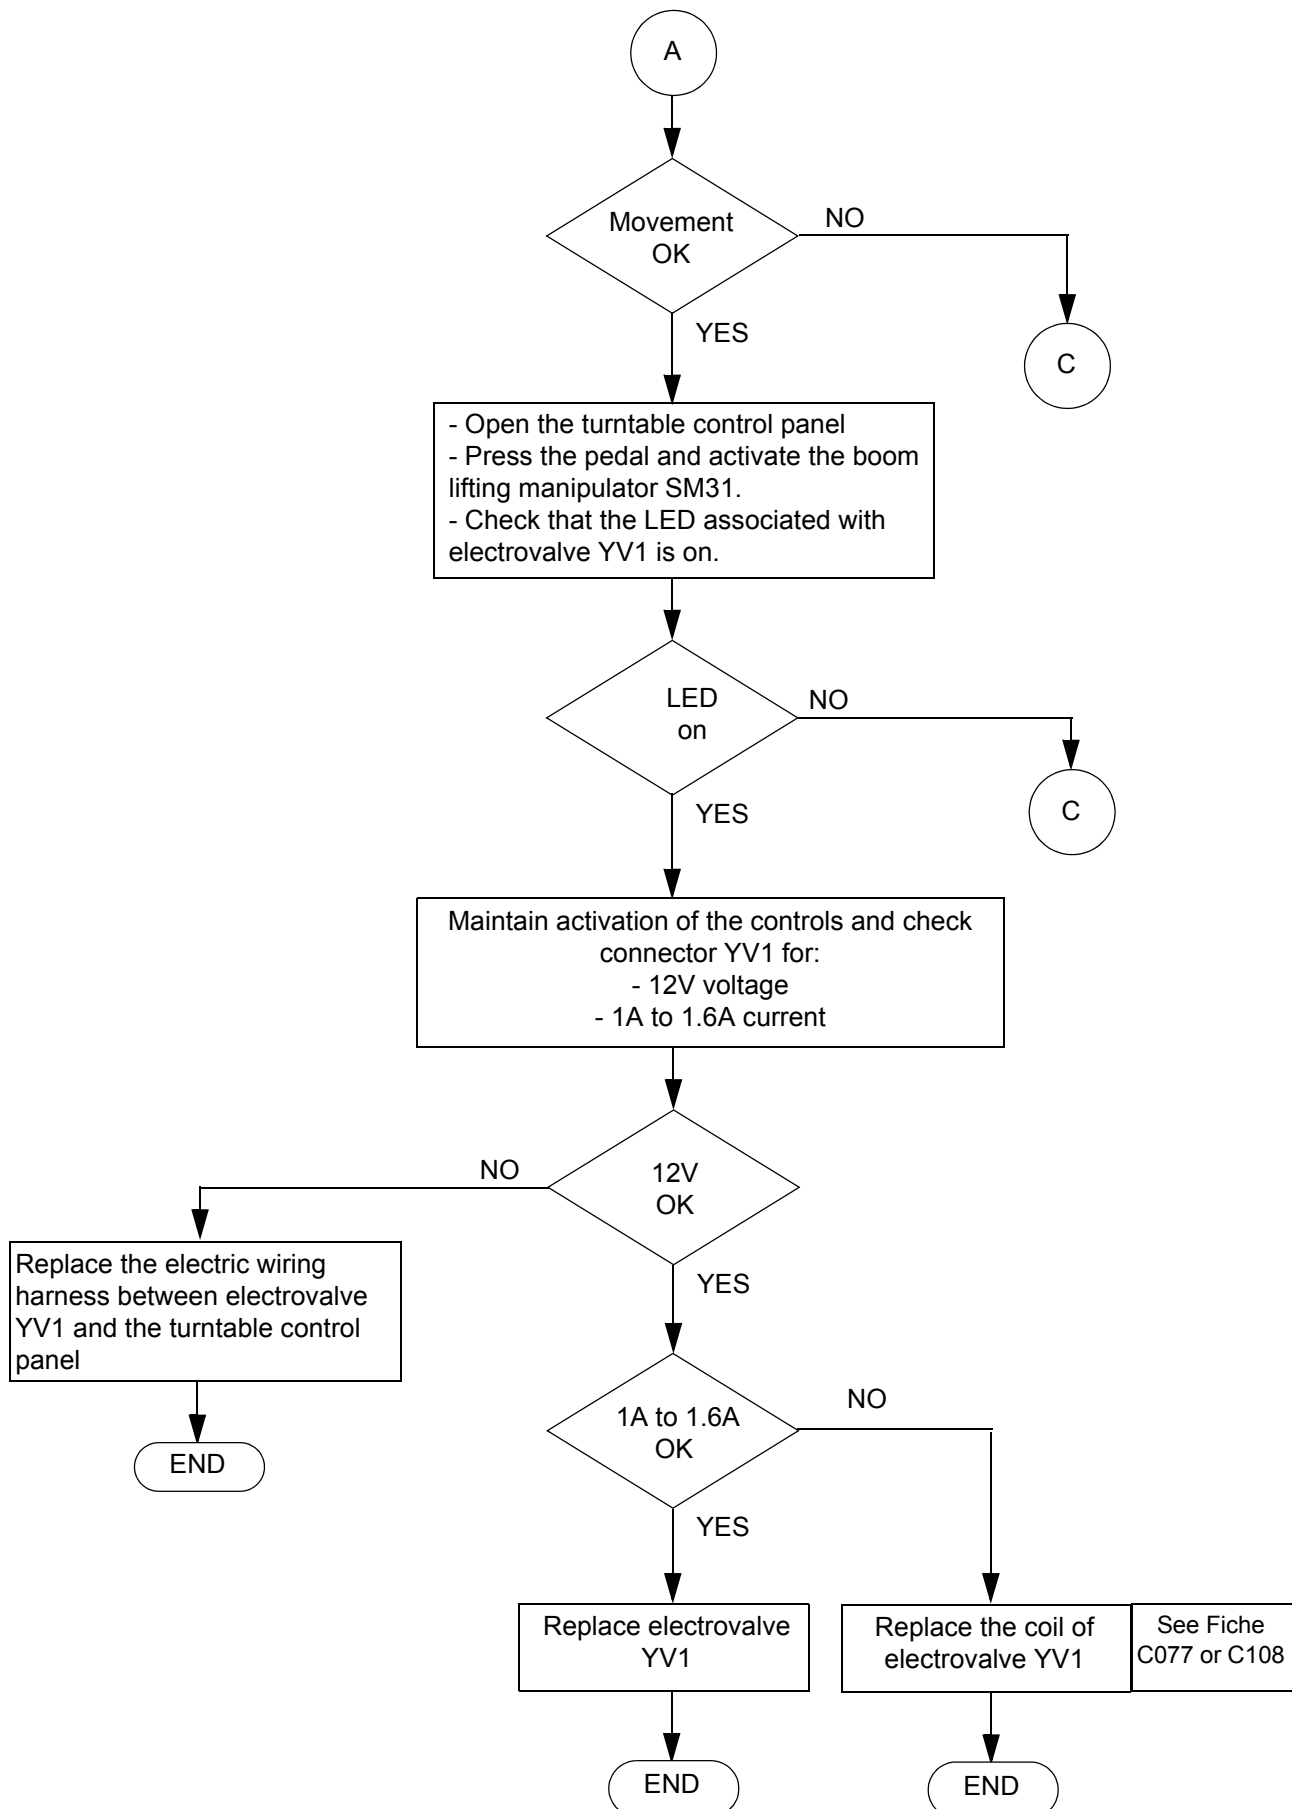 A
Movement
OK
NO
C
YES
- Open the turntable control panel
- Press the pedal and activate the boom
lifting manipulator SM31.
- Check that the LED associated with
electrovalve YV1 is on.
LED
on
NO
C
YES
Maintain activation of the controls and check
connector YV1 for:
- 12V voltage
- 1A to 1.6A current
12V
OK
NO
Replace the electric wiring
harness between electrovalve
YV1 and the turntable control
panel
END
YES
1A to 1.6A
OK
NO
YES
Replace electrovalve
YV1
END
Replace the coil of
electrovalve YV1
See Fiche
C077 or C108
END